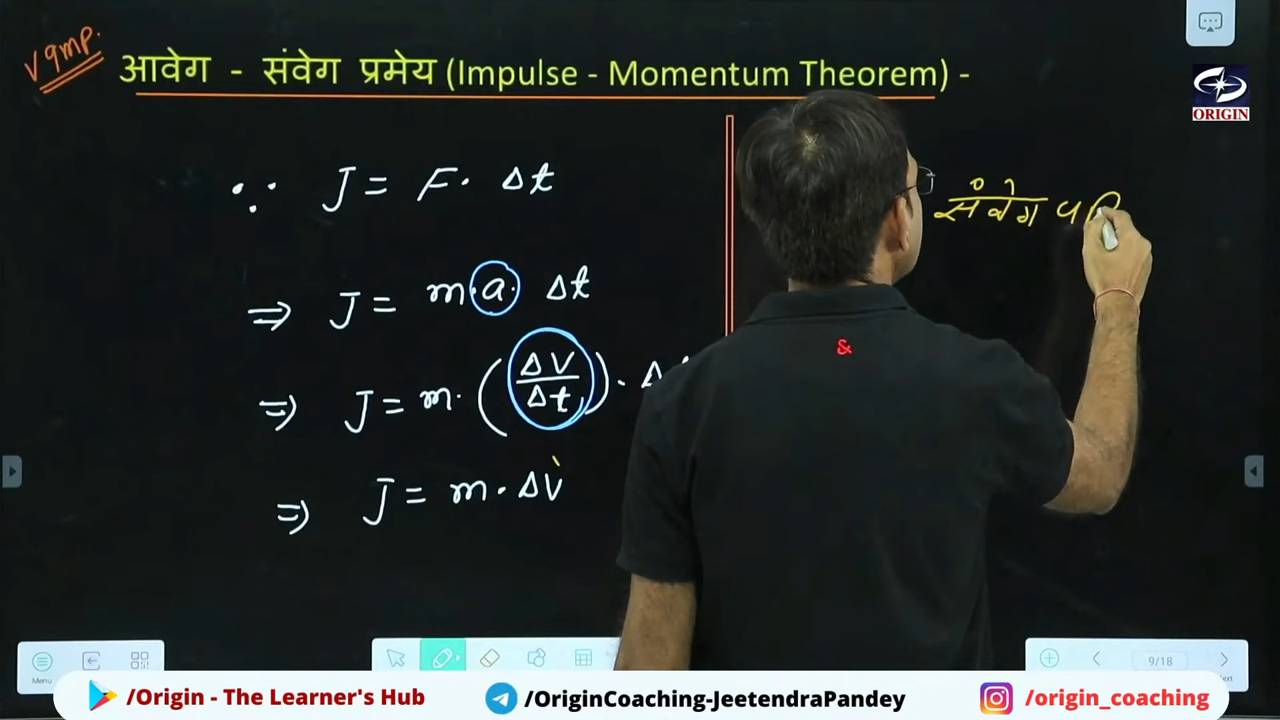 Vimp.
आवेग - संवेग प्रमेय (Impulse - Momentum Theorem) -
∵ J = F · Δt
⇒ J = m·a· Δt
⇒ J = m· (ΔV/Δt) · Δ
⇒ J = m · ΔV
संवेग
&
ORIGIN
Menu
9/18
/Origin - The Learner's Hub
/OriginCoaching-JeetendraPandey
/origin_coaching